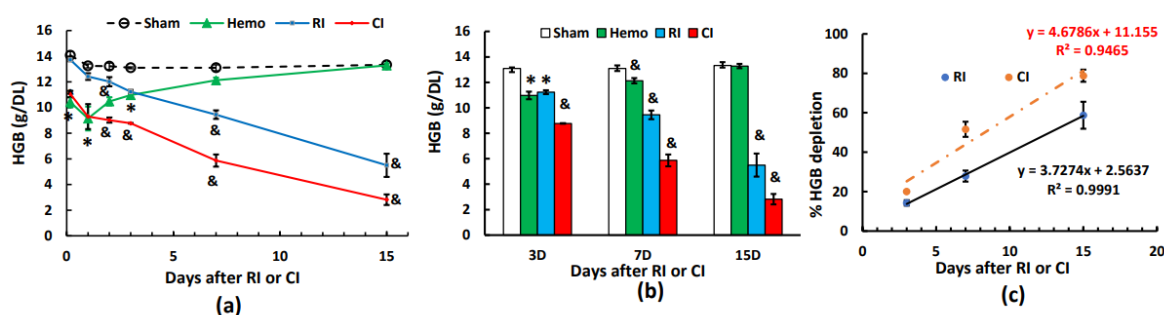 Sham Hemo RI CI
HGB (g/DL)
16
14
12
10
8
6
4
2
0
* * & & * & & & & &
0 5 10 15
Days after RI or CI
(a)
Sham Hemo RI CI
HGB (g/DL)
16
14
12
10
8
6
4
2
0
* * & & & & & &
3D 7D 15D
Days after RI or CI
(b)
y = 4.6786x + 11.155
R² = 0.9465
RI CI
% HGB depletion
100
80
60
40
20
0
y = 3.7274x + 2.5637
R² = 0.9991
0 5 10 15 20
Days after RI or CI
(c)